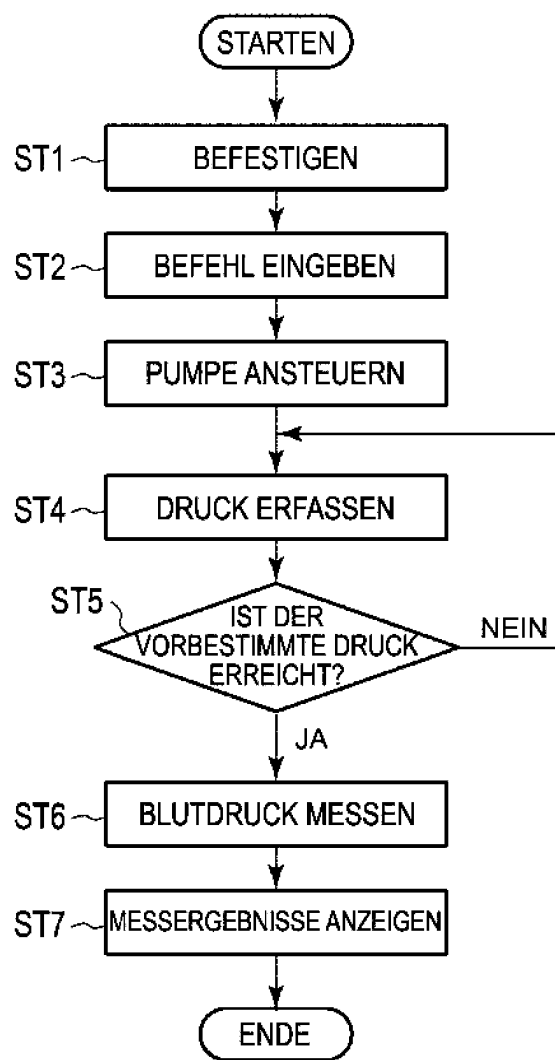 STARTEN
ST1
BEFESTIGEN
ST2
BEFEHL EINGEBEN
ST3
PUMPE ANSTEUERN
ST4
DRUCK ERFASSEN
ST5
IST DER
VORBESTIMMTE DRUCK
ERREICHT?
NEIN
JA
ST6
BLUTDRUCK MESSEN
ST7
MESSERGEBNISSE ANZEIGEN
ENDE